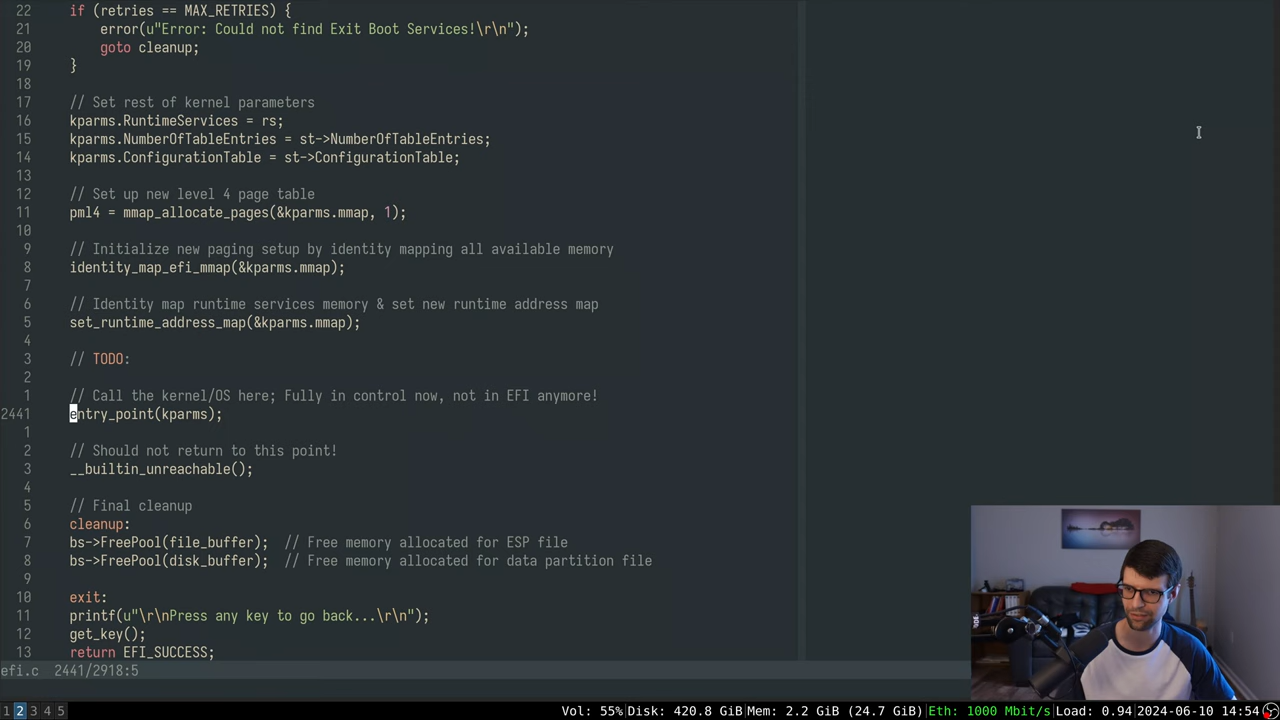 22 if (retries == MAX_RETRIES) {
21 error(u"Error: Could not find Exit Boot Services!\r\n");
20 goto cleanup;
19 }
18
17 // Set rest of kernel parameters
16 kparms.RuntimeServices = rs;
15 kparms.NumberOfTableEntries = st->NumberOfTableEntries;
14 kparms.ConfigurationTable = st->ConfigurationTable;
13
12 // Set up new level 4 page table
11 pml4 = mmap_allocate_pages(&kparms.mmap, 1);
10
9 // Initialize new paging setup by identity mapping all available memory
8 identity_map_efi_mmap(&kparms.mmap);
7
6 // Identity map runtime services memory & set new runtime address map
5 set_runtime_address_map(&kparms.mmap);
4
3 // TODO:
2
1 // Call the kernel/OS here; Fully in control now, not in EFI anymore!
2441 entry_point(kparms);
1
2 // Should not return to this point!
3 __builtin_unreachable();
4
5 // Final cleanup
6 cleanup:
7 bs->FreePool(file_buffer); // Free memory allocated for ESP file
8 bs->FreePool(disk_buffer); // Free memory allocated for data partition file
9
10 exit:
11 printf(u"\r\nPress any key to go back...\r\n");
12 get_key();
13 return EFI_SUCCESS;
efi.c 2441/2918:5
1 2 3 4 5 Vol: 55% Disk: 420.8 GiB Mem: 2.2 GiB (24.7 GiB) Eth: 1000 Mbit/s Load: 0.94 2024-06-10 14:54